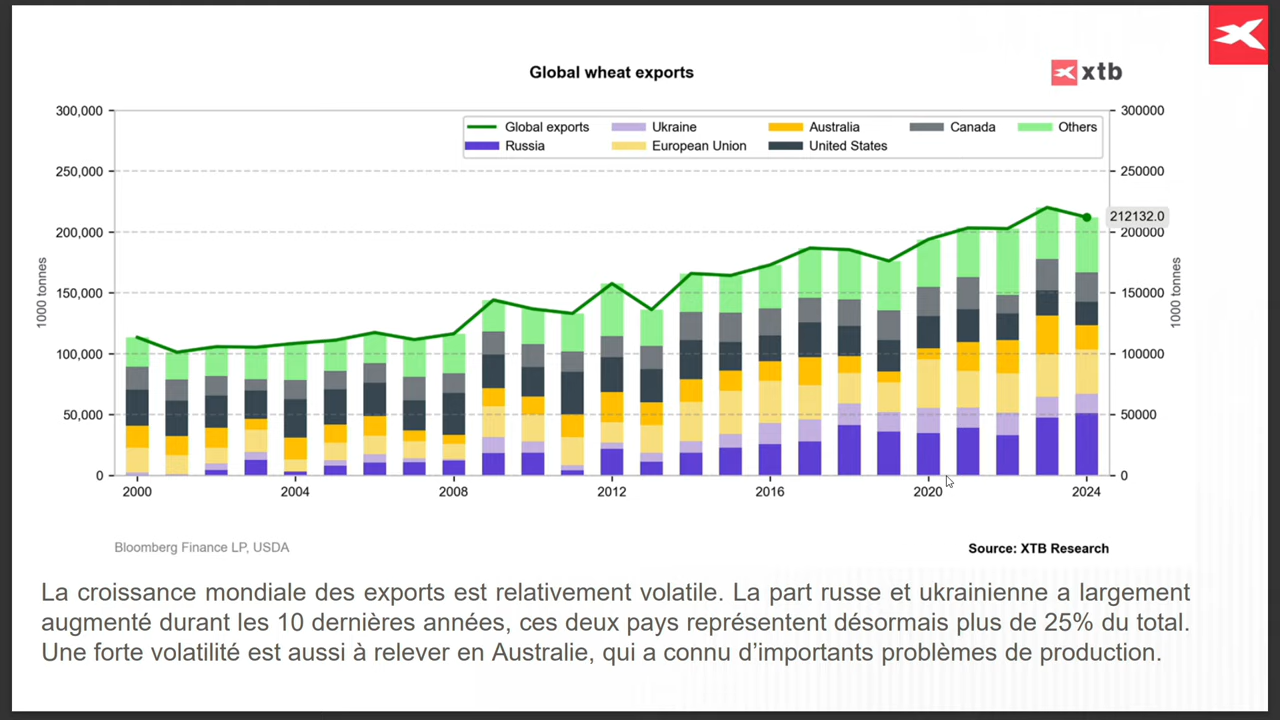 Global wheat exports
xtb
300,000
250,000
200,000
150,000
100,000
50,000
0
1000 tonnes
Global exports
Ukraine
Australia
Canada
Others
Russia
European Union
United States
300000
250000
212132.0
200000
150000
100000
50000
0
1000 tonnes
2000
2004
2008
2012
2016
2020
2024
Bloomberg Finance LP, USDA
Source: XTB Research
La croissance mondiale des exports est relativement volatile. La part russe et ukrainienne a largement
augmenté durant les 10 dernières années, ces deux pays représentent désormais plus de 25% du total.
Une forte volatilité est aussi à relever en Australie, qui a connu d’importants problèmes de production.